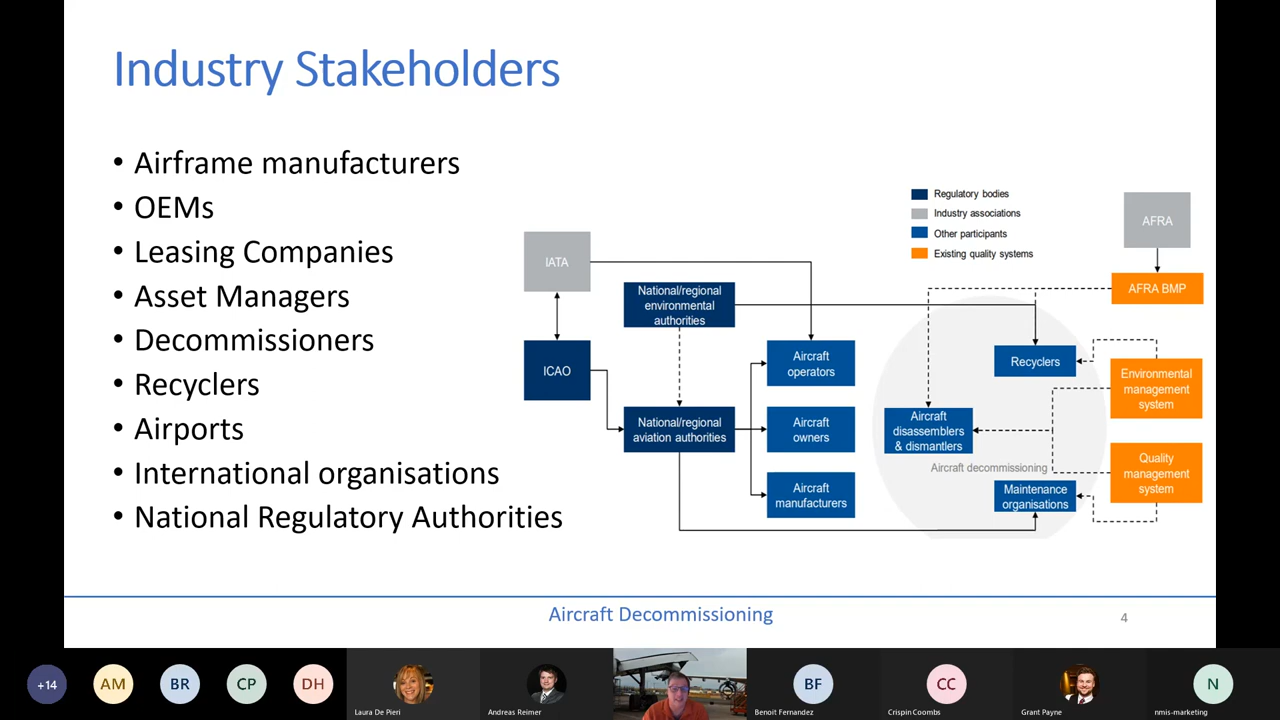 Industry Stakeholders
• Airframe manufacturers
• OEMs
• Leasing Companies
• Asset Managers
• Decommissioners
• Recyclers
• Airports
• International organisations
• National Regulatory Authorities
Regulatory bodies
Industry associations
Other participants
Existing quality systems
AFRA
AFRA BMP
IATA
National/regional
environmental
authorities
ICAO
Aircraft
operators
Recyclers
Environmental
management
system
National/regional
aviation authorities
Aircraft
owners
Aircraft
disassemblers
& dismantlers
Aircraft decommissioning
Quality
management
system
Aircraft
manufacturers
Maintenance
organisations
Aircraft Decommissioning
4
+14
AM
BR
CP
DH
Laura De Pieri
Andreas Reimer
BF
Benoit Fernandez
CC
Crispin Coombs
Grant Payne
N
nmis-marketing